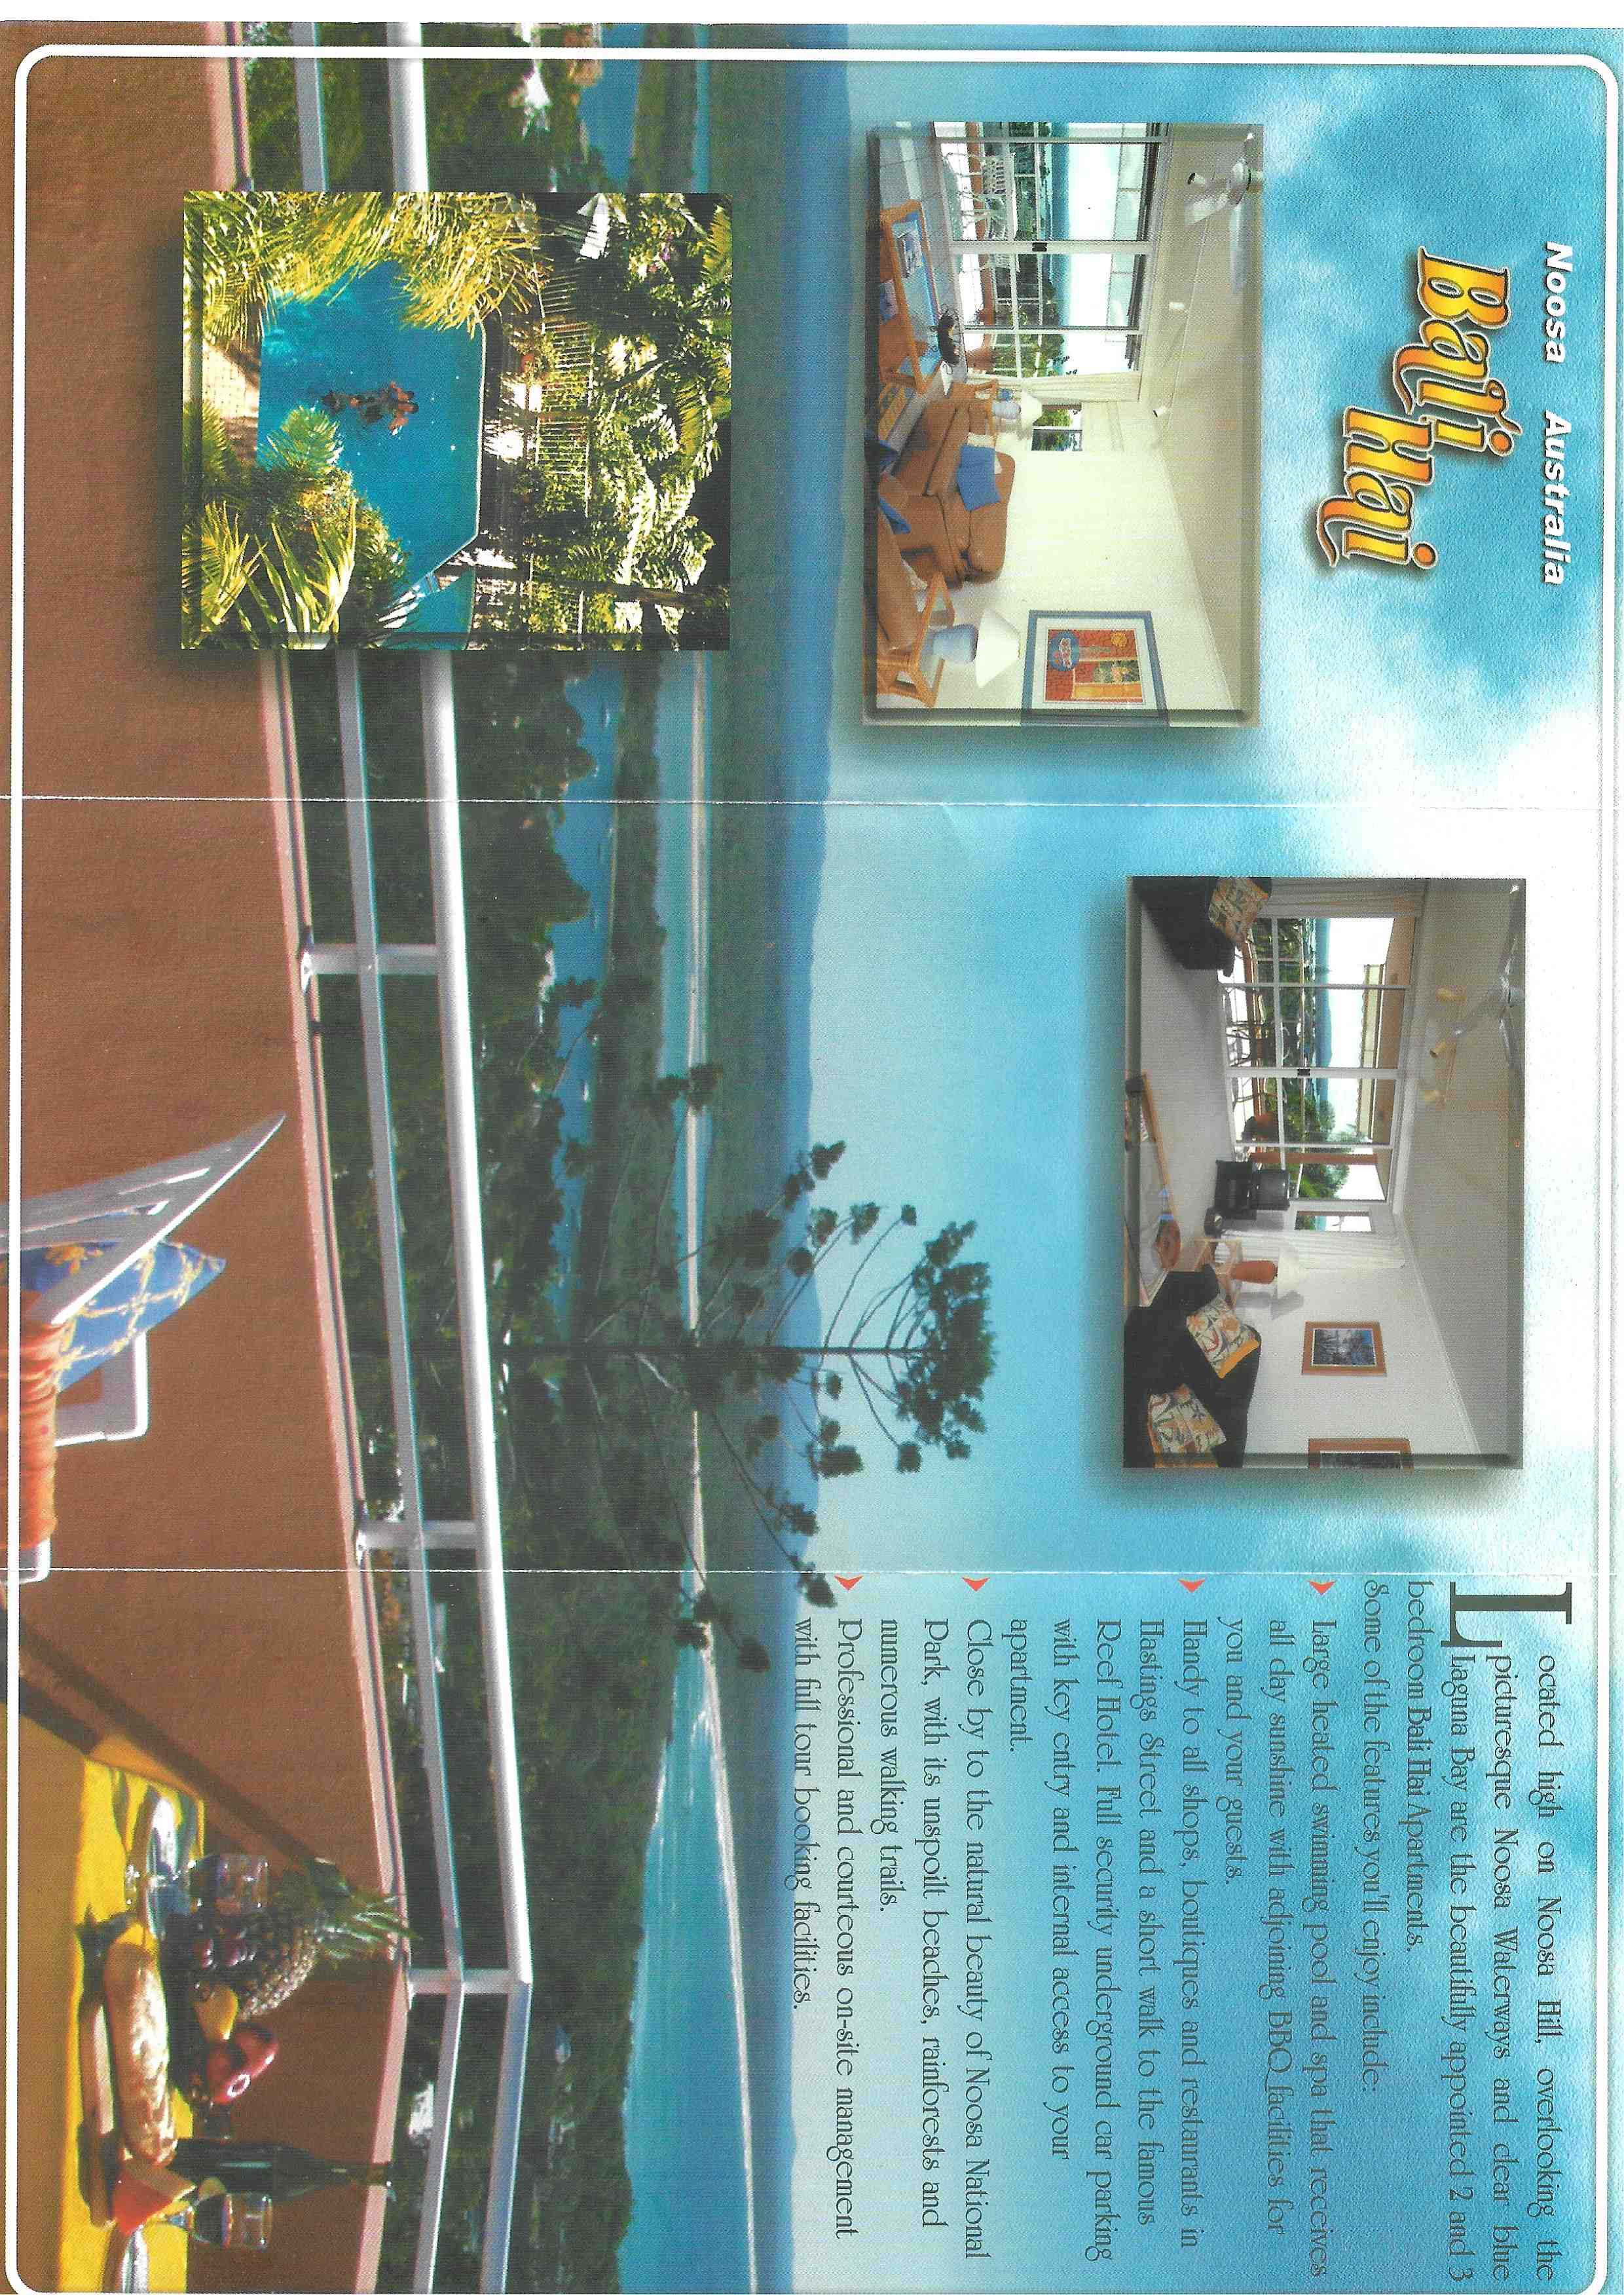 Noosa Australia
Bali Hai
Located high on Noosa Hill, overlooking the
picturesque Noosa Waterways and clear blue
Laguna Bay are the beautifully appointed 2 and 3
bedroom Bali Hai Apartments.
Some of the features you'll enjoy include:
Large heated swimming pool and spa that receives
all day sunshine with adjoining BBQ facilities for
you and your guests.
Handy to all shops, boutiques and restaurants in
Hastings Street and a short walk to the famous
Reef Hotel. Full security underground car parking
with key entry and internal access to your
apartment.
Close by to the natural beauty of Noosa National
Park, with its unspoilt beaches, rainforests and
numerous walking trails.
Professional and courteous on-site management
with full tour booking facilities.